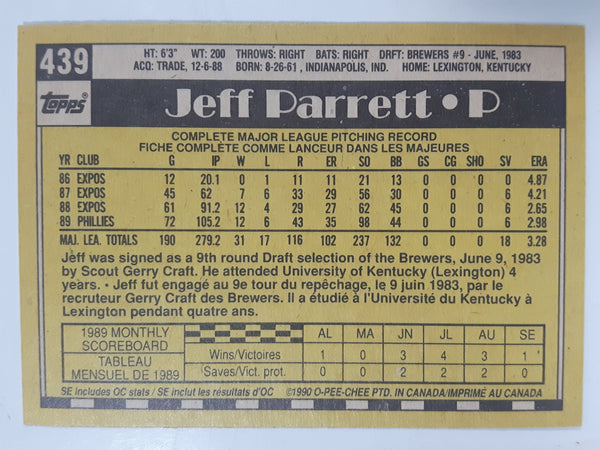 439
HT: 6'3" WT: 200 THROWS: RIGHT BATS: RIGHT DRFT: BREWERS #9 - JUNE, 1983
ACQ: TRADE, 12-6-88 BORN: 8-26-61 , INDIANAPOLIS, IND. HOME: LEXINGTON, KENTUCKY
Topps®
Jeff Parrett • P
COMPLETE MAJOR LEAGUE PITCHING RECORD
FICHE COMPLÈTE COMME LANCEUR DANS LES MAJEURES
YR CLUB G IP W L R ER SO BB GS CG SHO SV ERA
86 EXPOS 12 20.1 0 1 11 11 21 13 0 0 0 0 4.87
87 EXPOS 45 62 7 6 33 29 56 30 0 0 0 6 4.21
88 EXPOS 61 91.2 12 4 29 27 62 45 0 0 0 6 2.65
89 PHILLIES 72 105.2 12 6 43 35 98 44 0 0 0 6 2.98
MAJ. LEA. TOTALS 190 279.2 31 17 116 102 237 132 0 0 0 18 3.28
Jeff was signed as a 9th round Draft selection of the Brewers, June 9, 1983
by Scout Gerry Craft. He attended University of Kentucky (Lexington) 4
years. • Jeff fut engagé au 9e tour du repêchage, le 9 juin 1983, par le
recruteur Gerry Craft des Brewers. Il a étudié à l'Université du Kentucky à
Lexington pendant quatre ans.
1989 MONTHLY SCOREBOARD
TABLEAU MENSUEL DE 1989
AL MA JN JL AU SE
Wins/Victoires 1 0 3 4 3 1
Saves/Vict. prot. 0 0 2 2 2 0
SE includes OC stats / SE inclut les résultats d'OC
©1990 O-PEE-CHEE PTD. IN CANADA/IMPRIMÉ AU CANADA